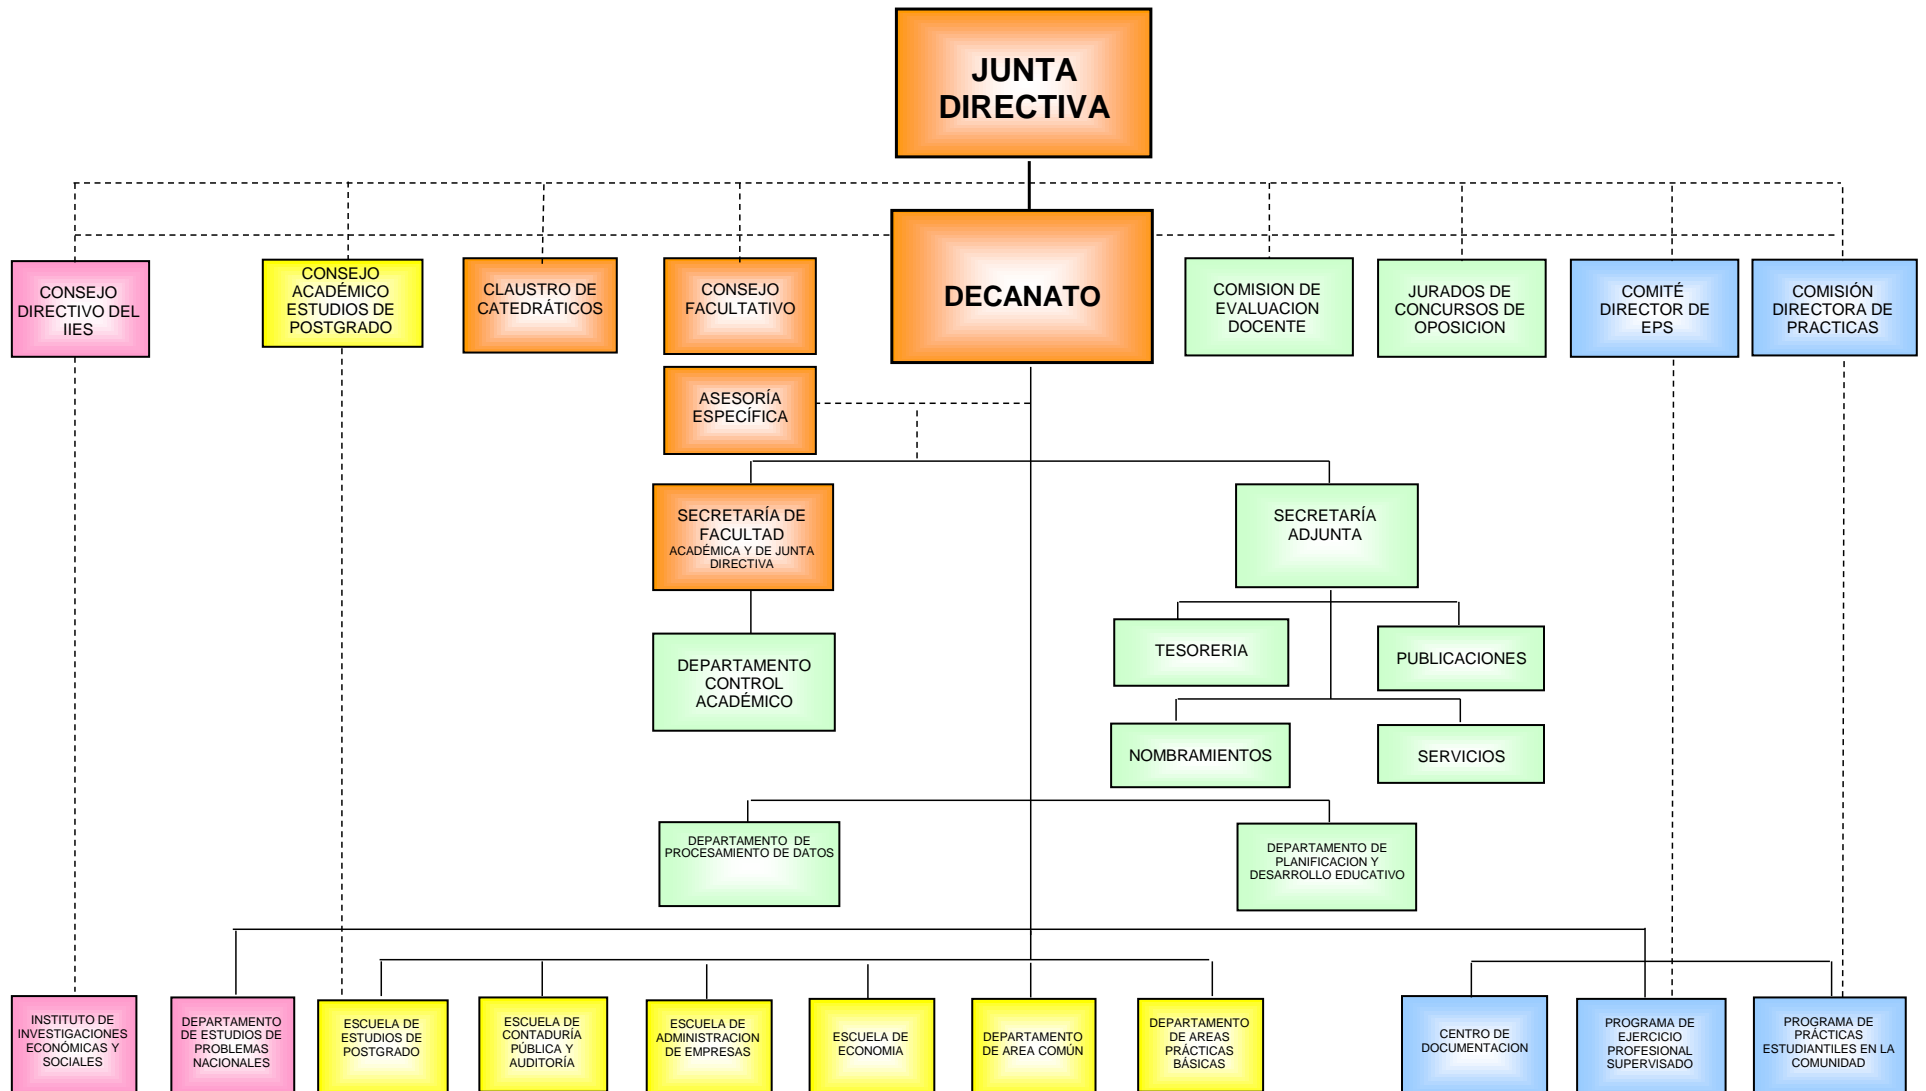 JUNTA
DIRECTIVA
DECANATO
CONSEJO
DIRECTIVO DEL
IIES
CONSEJO
ACADÉMICO
ESTUDIOS DE
POSTGRADO
CLAUSTRO DE
CATEDRÁTICOS
CONSEJO
FACULTATIVO
COMISION DE
EVALUACION
DOCENTE
JURADOS DE
CONCURSOS DE
OPOSICION
COMITÉ
DIRECTOR DE
EPS
COMISIÓN
DIRECTORA DE
PRACTICAS
ASESORÍA
ESPECÍFICA
SECRETARÍA DE
FACULTAD
ACADÉMICA Y DE JUNTA
DIRECTIVA
SECRETARÍA
ADJUNTA
DEPARTAMENTO
CONTROL
ACADÉMICO
TESORERIA
PUBLICACIONES
NOMBRAMIENTOS
SERVICIOS
DEPARTAMENTO DE
PROCESAMIENTO DE DATOS
DEPARTAMENTO DE
PLANIFICACION Y
DESARROLLO EDUCATIVO
INSTITUTO DE
INVESTIGACIONES
ECONÓMICAS Y
SOCIALES
DEPARTAMENTO
DE ESTUDIOS DE
PROBLEMAS
NACIONALES
ESCUELA DE
ESTUDIOS DE
POSTGRADO
ESCUELA DE
CONTADURÍA
PÚBLICA Y
AUDITORÍA
ESCUELA DE
ADMINISTRACION
DE EMPRESAS
ESCUELA DE
ECONOMIA
DEPARTAMENTO
DE AREA COMÚN
DEPARTAMENTO
DE AREAS
PRÁCTICAS
BÁSICAS
CENTRO DE
DOCUMENTACION
PROGRAMA DE
EJERCICIO
PROFESIONAL
SUPERVISADO
PROGRAMA DE
PRÁCTICAS
ESTUDIANTILES EN LA
COMUNIDAD